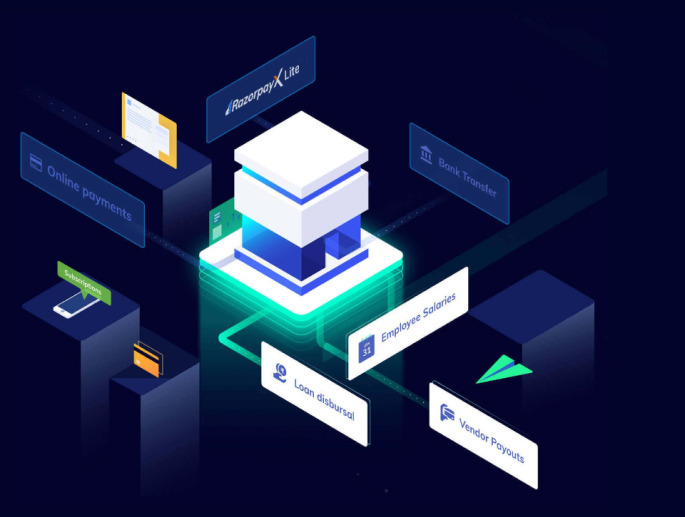 RazorpayX Lite
Online payments
Bank Transfer
Subscriptions
31
Employee Salaries
Loan disbursal
Vendor Payouts